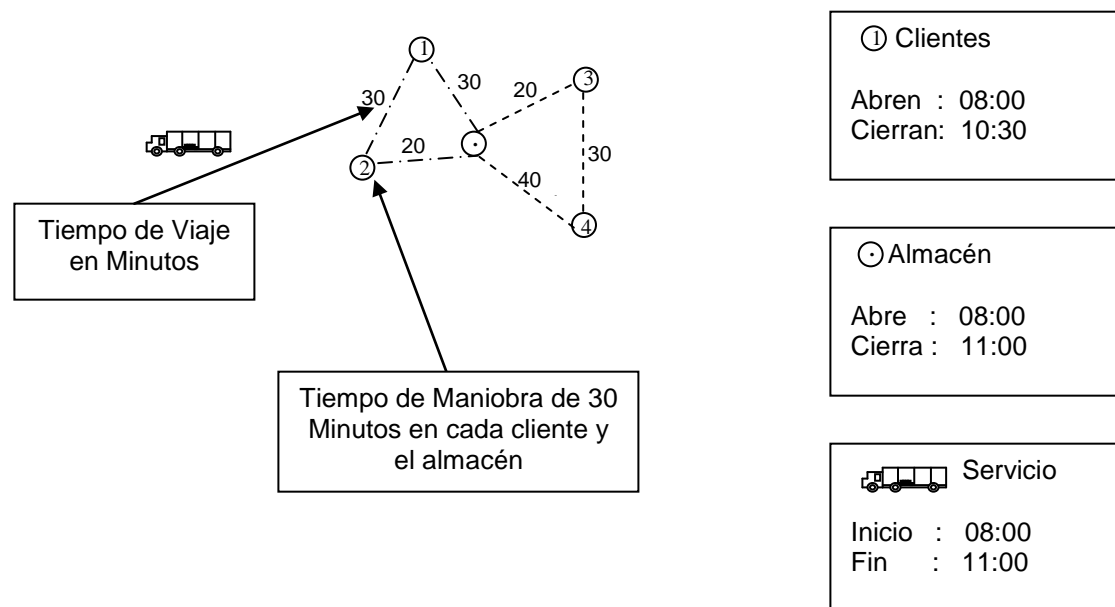 1
30
30
20
2
20
3
30
40
4
Tiempo de Viaje
en Minutos
Tiempo de Maniobra de 30
Minutos en cada cliente y
el almacén
1 Clientes
Abren : 08:00
Cierran: 10:30
Almacén
Abre : 08:00
Cierra : 11:00
Servicio
Inicio : 08:00
Fin : 11:00